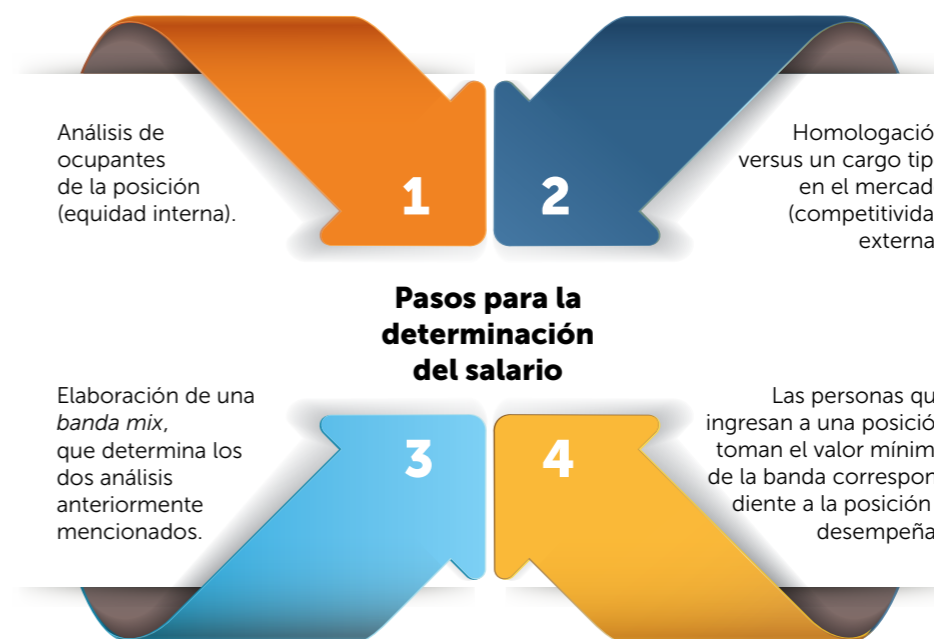 Análisis de
ocupantes
de la posición
(equidad interna).
1
2
Homologació
versus un cargo tip
en el mercad
(competitivida
externa
Pasos para la
determinación
del salario
Elaboración de una
banda mix,
que determina los
dos análisis
anteriormente
mencionados.
3
4
Las personas qu
ingresan a una posició
toman el valor mínim
de la banda correspon
diente a la posición
desempeña